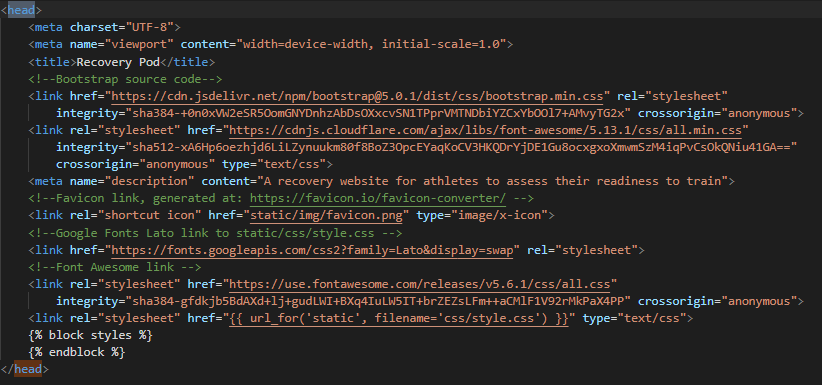 <head>
<meta charset="UTF-8">
<meta name="viewport" content="width=device-width, initial-scale=1.0">
<title>Recovery Pod</title>
<!--Bootstrap source code-->
<link href="https://cdn.jsdelivr.net/npm/bootstrap@5.0.1/dist/css/bootstrap.min.css" rel="stylesheet"
integrity="sha384-+0n0xVW2eSR5OomGNYDnhzAbDsOXxcvSN1TPprVMTNDbiYZCxYbOOl7+AMvyTG2x" crossorigin="anonymous">
<link rel="stylesheet" href="https://cdnjs.cloudflare.com/ajax/libs/font-awesome/5.13.1/css/all.min.css"
integrity="sha512-xA6Hp6oezhjd6LiLZynuukm80f8BoZ3OpcEYaqKoCV3HKQDrYjDE1Gu8ocxgxoXmwmSzM4iqPvCsOkQNiu41GA=="
crossorigin="anonymous" type="text/css">
<meta name="description" content="A recovery website for athletes to assess their readiness to train">
<!--Favicon link, generated at: https://favicon.io/favicon-converter/ -->
<link rel="shortcut icon" href="static/img/favicon.png" type="image/x-icon">
<!--Google Fonts Lato link to static/css/style.css -->
<link href="https://fonts.googleapis.com/css2?family=Lato&display=swap" rel="stylesheet">
<!--Font Awesome link -->
<link rel="stylesheet" href="https://use.fontawesome.com/releases/v5.6.1/css/all.css"
integrity="sha384-gfdkjb5BdAXd+lj+gudLWI+BXq4IuLW5IT+brZEZsLFm++aCMlF1V92rMkPaX4PP" crossorigin="anonymous">
<link rel="stylesheet" href="{{ url_for('static', filename='css/style.css') }}" type="text/css">
{% block styles %}
{% endblock %}
</head>